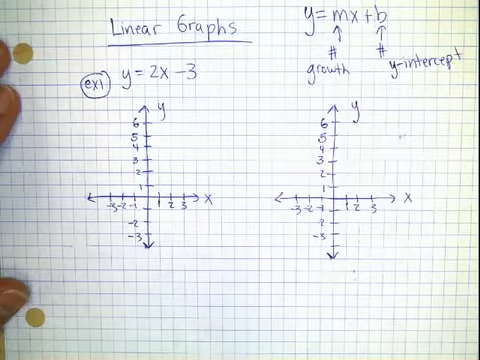 Linear Graphs
y = mx + b
# growth
# y-intercept
ex1 y = 2x - 3
y
6
5
4
3
2
1
-3 -2 -1 1 2 3 x
-2
-3
y
6
5
4
3
2
1
-3 -2 -1 1 2 3 x
-2
-3